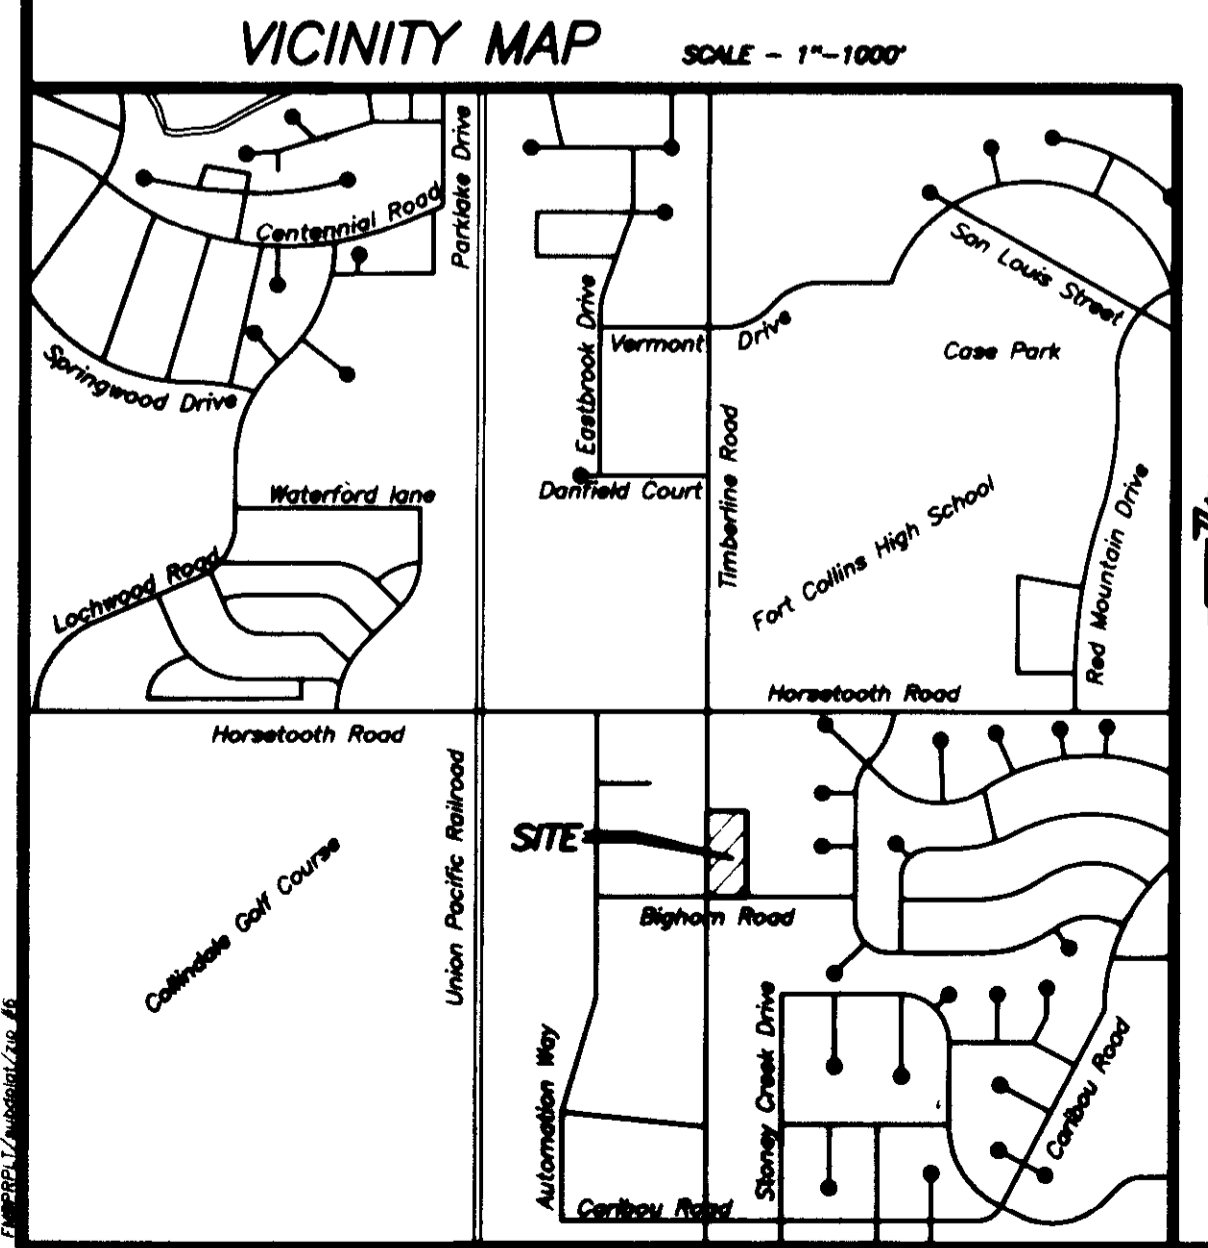 VICINITY MAP
SCALE - 1"-1000'
Parklake Drive
Centennial Road
San Louis Street
Eastbrook Drive
Vermont Drive
Case Park
Springwood Drive
Timberline Road
Waterford lane
Danfield Court
Fort Collins High School
Red Mountain Drive
Lochwood Road
Horsetooth Road
Horsetooth Road
Union Pacific Railroad
SITE
Collindale Golf Course
Bighorn Road
Stoney Creek Drive
Automation Way
Caribou Road
Caribou Road